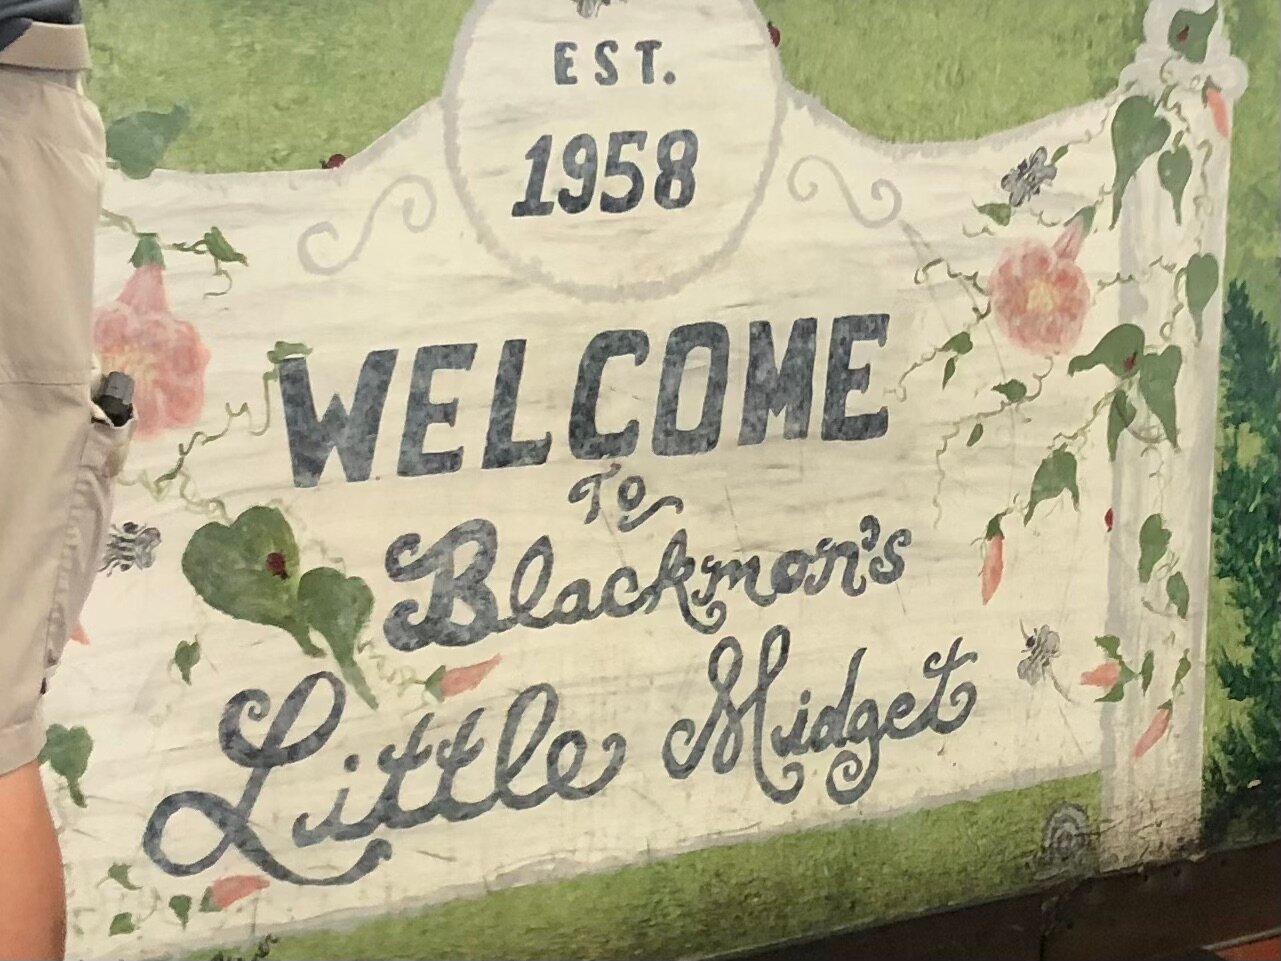 EST.
1958
WELCOME
To
Blackmon's
Little Midget